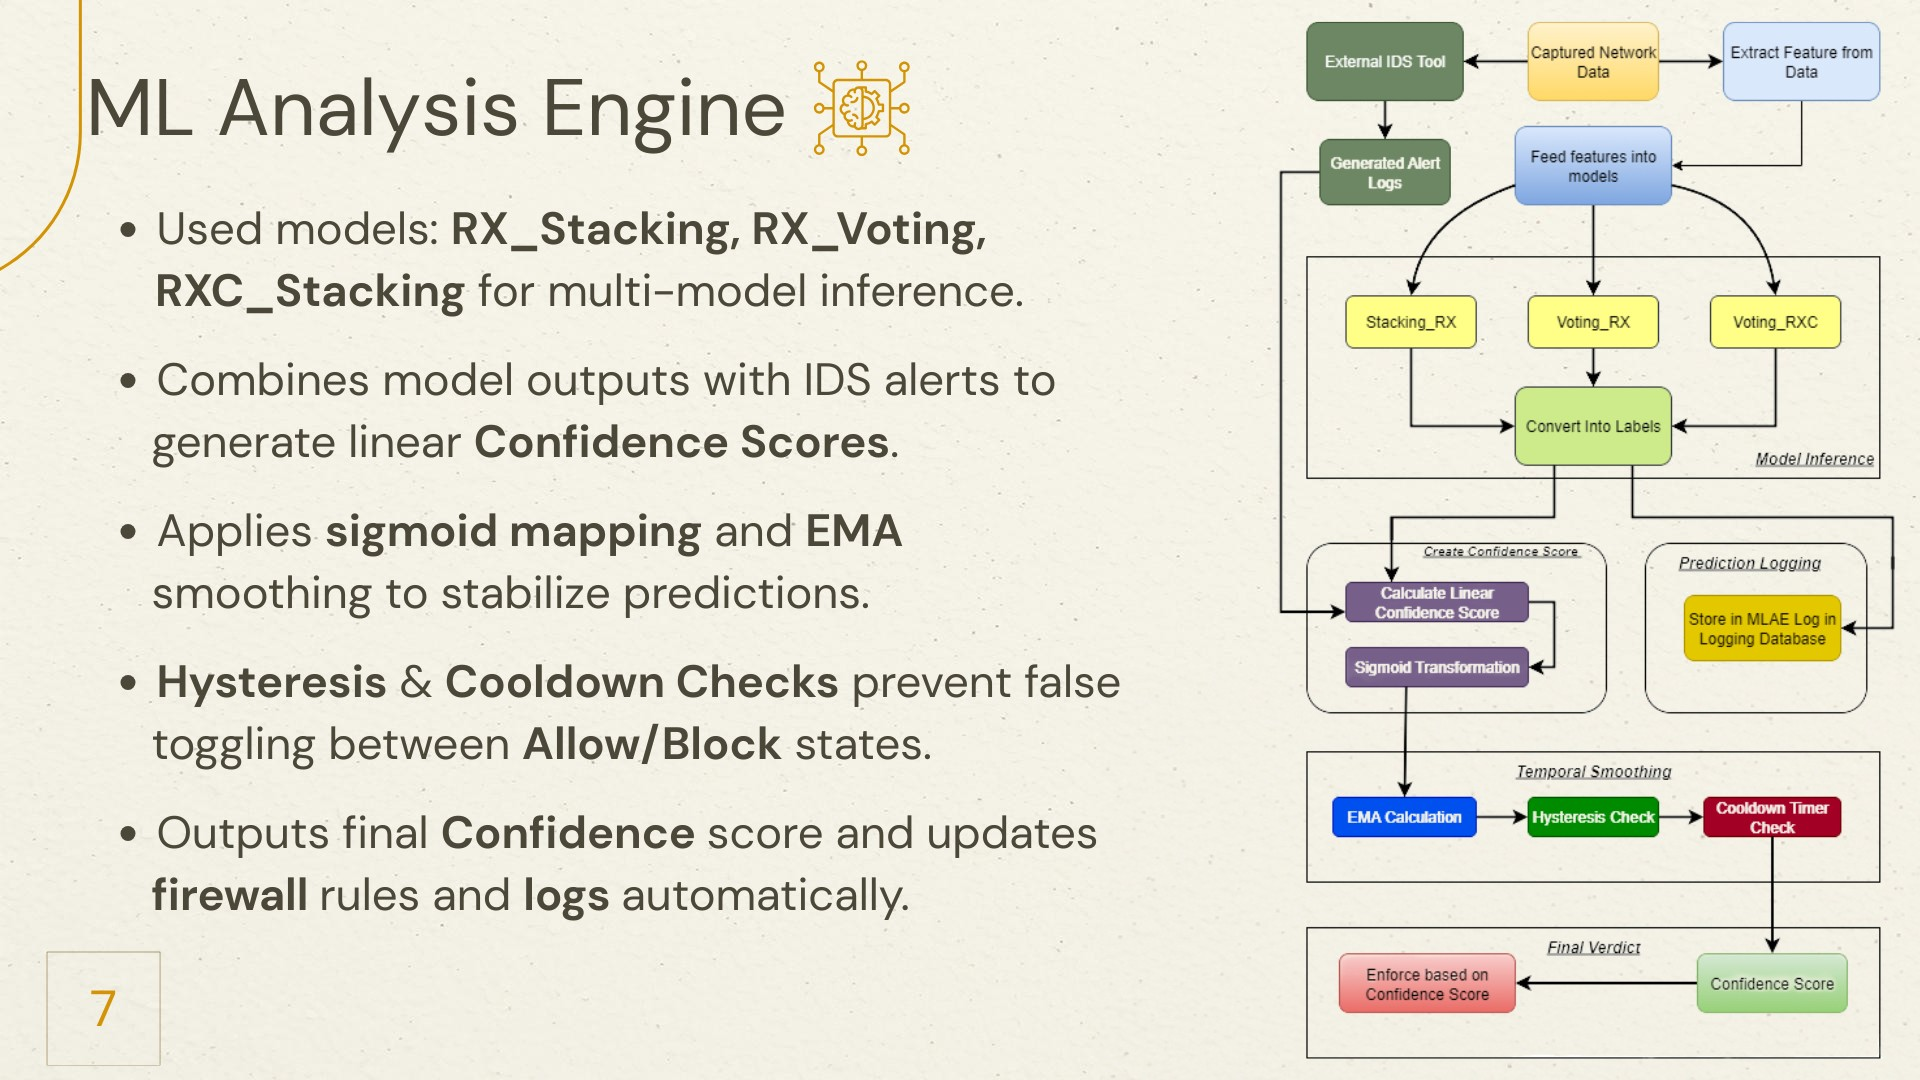 ML Analysis Engine
• Used models: RX_Stacking, RX_Voting,
RXC_Stacking for multi-model inference.
• Combines model outputs with IDS alerts to
generate linear Confidence Scores.
• Applies sigmoid mapping and EMA
smoothing to stabilize predictions.
• Hysteresis & Cooldown Checks prevent false
toggling between Allow/Block states.
• Outputs final Confidence score and updates
firewall rules and logs automatically.
7
External IDS Tool
Captured Network
Data
Extract Feature from
Data
Generated Alert
Logs
Feed features into
models
Stacking_RX
Voting_RX
Voting_RXC
Convert Into Labels
Model Inference
Create Confidence Score
Calculate Linear
Confidence Score
Sigmoid Transformation
Prediction Logging
Store in MLAE Log in
Logging Database
Temporal Smoothing
EMA Calculation
Hysteresis Check
Cooldown Timer
Check
Final Verdict
Enforce based on
Confidence Score
Confidence Score